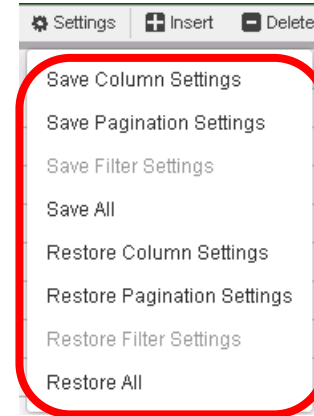 Settings Insert Delete
Save Column Settings
Save Pagination Settings
Save Filter Settings
Save All
Restore Column Settings
Restore Pagination Settings
Restore Filter Settings
Restore All